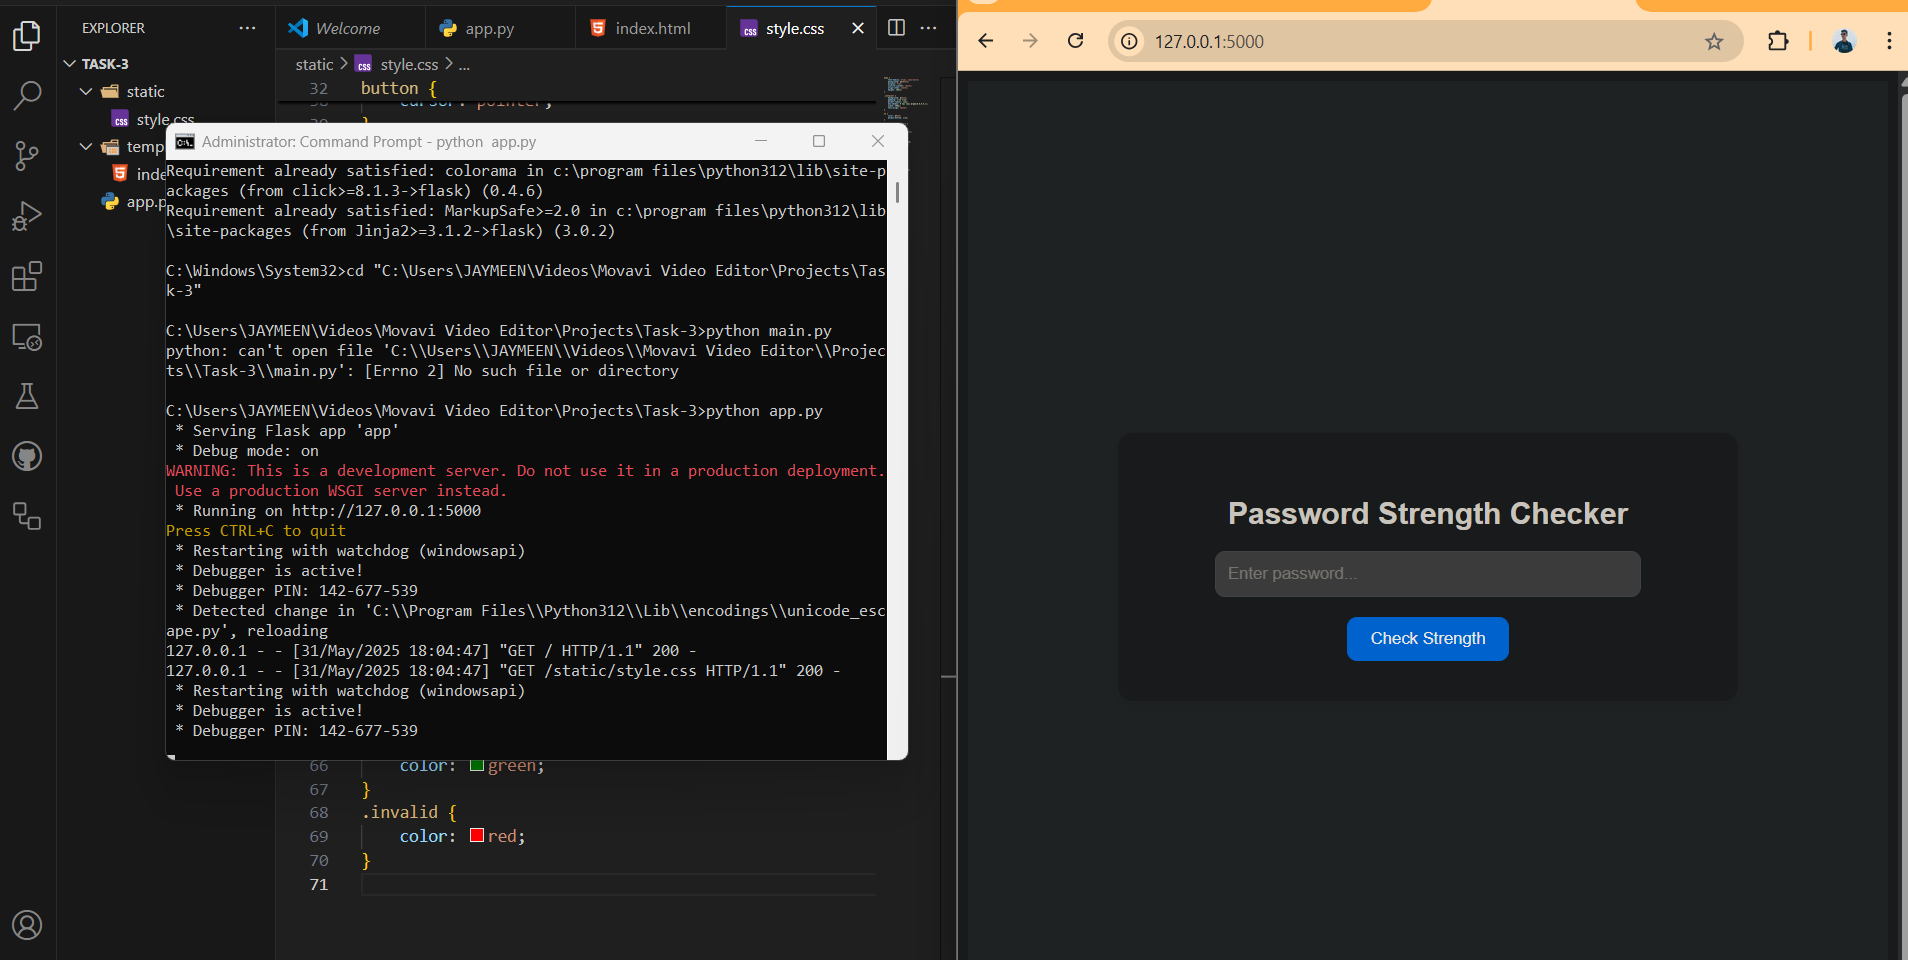 EXPLORER
TASK-3
static
style.css
temp
inde
app.p
Welcome
app.py
index.html
style.css
static > style.css > ...
32 button {
cursor: pointer;
Administrator: Command Prompt - python  app.py
Requirement already satisfied: colorama in c:\program files\python312\lib\site-p
ackages (from click>=8.1.3->flask) (0.4.6)
Requirement already satisfied: MarkupSafe>=2.0 in c:\program files\python312\lib
\site-packages (from Jinja2>=3.1.2->flask) (3.0.2)
C:\Windows\System32>cd "C:\Users\JAYMEEN\Videos\Movavi Video Editor\Projects\Tas
k-3"
C:\Users\JAYMEEN\Videos\Movavi Video Editor\Projects\Task-3>python main.py
python: can't open file 'C:\\Users\\JAYMEEN\\Videos\\Movavi Video Editor\\Projec
ts\\Task-3\\main.py': [Errno 2] No such file or directory
C:\Users\JAYMEEN\Videos\Movavi Video Editor\Projects\Task-3>python app.py
* Serving Flask app 'app'
* Debug mode: on
WARNING: This is a development server. Do not use it in a production deployment.
Use a production WSGI server instead.
* Running on http://127.0.0.1:5000
Press CTRL+C to quit
* Restarting with watchdog (windowsapi)
* Debugger is active!
* Debugger PIN: 142-677-539
* Detected change in 'C:\\Program Files\\Python312\\Lib\\encodings\\unicode_esc
ape.py', reloading
127.0.0.1 - - [31/May/2025 18:04:47] "GET / HTTP/1.1" 200 -
127.0.0.1 - - [31/May/2025 18:04:47] "GET /static/style.css HTTP/1.1" 200 -
* Restarting with watchdog (windowsapi)
* Debugger is active!
* Debugger PIN: 142-677-539
66 color: green;
67 }
68 .invalid {
69 color: red;
70 }
71
127.0.0.1:5000
Password Strength Checker
Enter password...
Check Strength